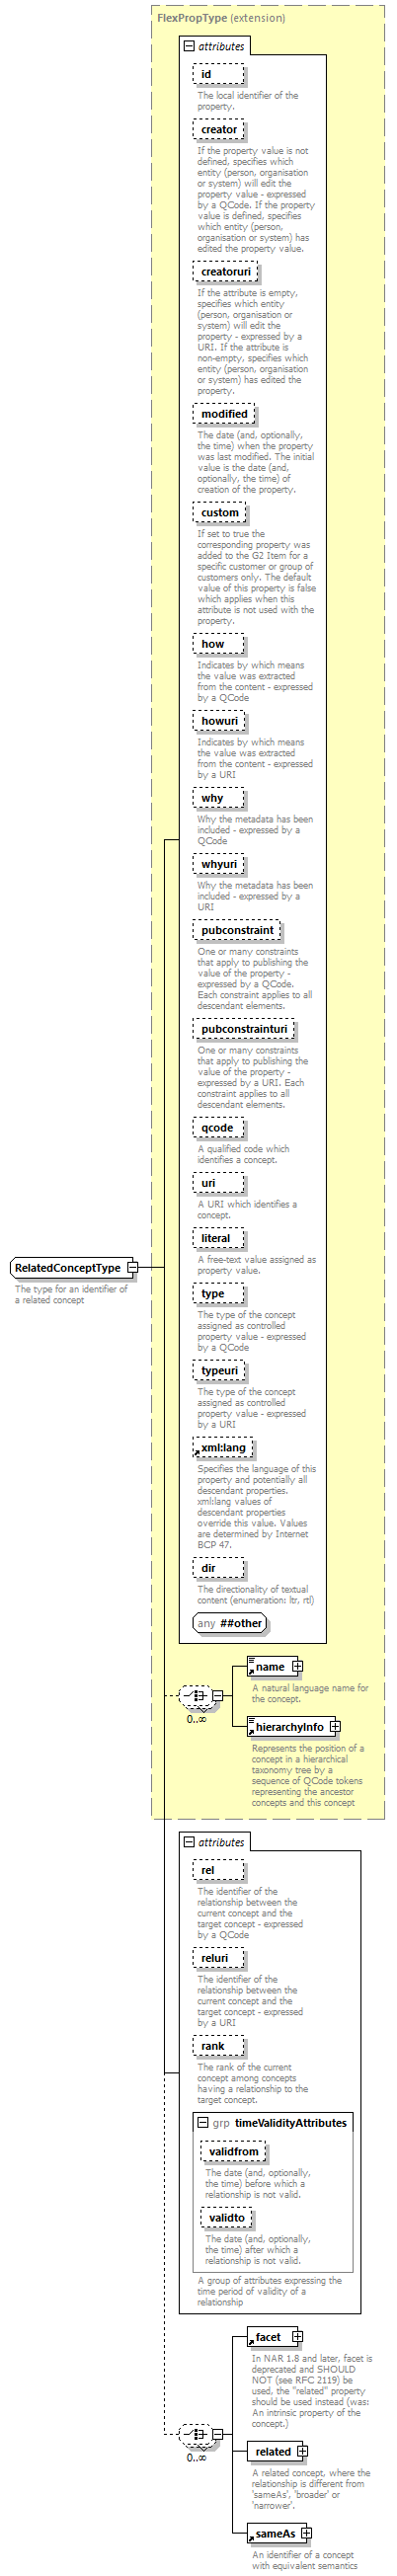 FlexPropType (extension)
attributes
id
The local identifier of the
property.
creator
If the property value is not
defined, specifies which
entity (person, organisation
or system) will edit the
property value - expressed
by a QCode. If the property
value is defined, specifies
which entity (person,
organisation or system) has
edited the property value.
creatoruri
If the attribute is empty,
specifies which entity
(person, organisation or
system) will edit the
property - expressed by a
URI. If the attribute is
non-empty, specifies which
entity (person, organisation
or system) has edited the
property.
modified
The date (and, optionally,
the time) when the property
was last modified. The initial
value is the date (and,
optionally, the time) of
creation of the property.
custom
If set to true the
corresponding property was
added to the G2 Item for a
specific customer or group of
customers only. The default
value of this property is false
which applies when this
attribute is not used with the
property.
how
Indicates by which means
the value was extracted
from the content - expressed
by a QCode
howuri
Indicates by which means
the value was extracted
from the content - expressed
by a URI
why
Why the metadata has been
included - expressed by a
QCode
whyuri
Why the metadata has been
included - expressed by a
URI
pubconstraint
One or many constraints
that apply to publishing the
value of the property -
expressed by a QCode.
Each constraint applies to all
descendant elements.
pubconstrainturi
One or many constraints
that apply to publishing the
value of the property -
expressed by a URI. Each
constraint applies to all
descendant elements.
qcode
A qualified code which
identifies a concept.
uri
A URI which identifies a
concept.
literal
A free-text value assigned as
property value.
RelatedConceptType
The type for an identifier of
a related concept
type
The type of the concept
assigned as controlled
property value - expressed
by a QCode
typeuri
The type of the concept
assigned as controlled
property value - expressed
by a URI
xml:lang
Specifies the language of this
property and potentially all
descendant properties.
xml:lang values of
descendant properties
override this value. Values
are determined by Internet
BCP 47.
dir
The directionality of textual
content (enumeration: ltr, rtl)
any ##other
0..∞
name
A natural language name for
the concept.
hierarchyInfo
Represents the position of a
concept in a hierarchical
taxonomy tree by a
sequence of QCode tokens
representing the ancestor
concepts and this concept
attributes
rel
The identifier of the
relationship between the
current concept and the
target concept - expressed
by a QCode
reluri
The identifier of the
relationship between the
current concept and the
target concept - expressed
by a URI
rank
The rank of the current
concept among concepts
having a relationship to the
target concept.
grp timeValidityAttributes
validfrom
The date (and, optionally,
the time) before which a
relationship is not valid.
validto
The date (and, optionally,
the time) after which a
relationship is not valid.
A group of attributes expressing the
time period of validity of a
relationship
0..∞
facet
In NAR 1.8 and later, facet is
deprecated and SHOULD
NOT (see RFC 2119) be
used, the "related" property
should be used instead (was:
An intrinsic property of the
concept.)
related
A related concept, where the
relationship is different from
'sameAs', 'broader' or
'narrower'.
sameAs
An identifier of a concept
with equivalent semantics